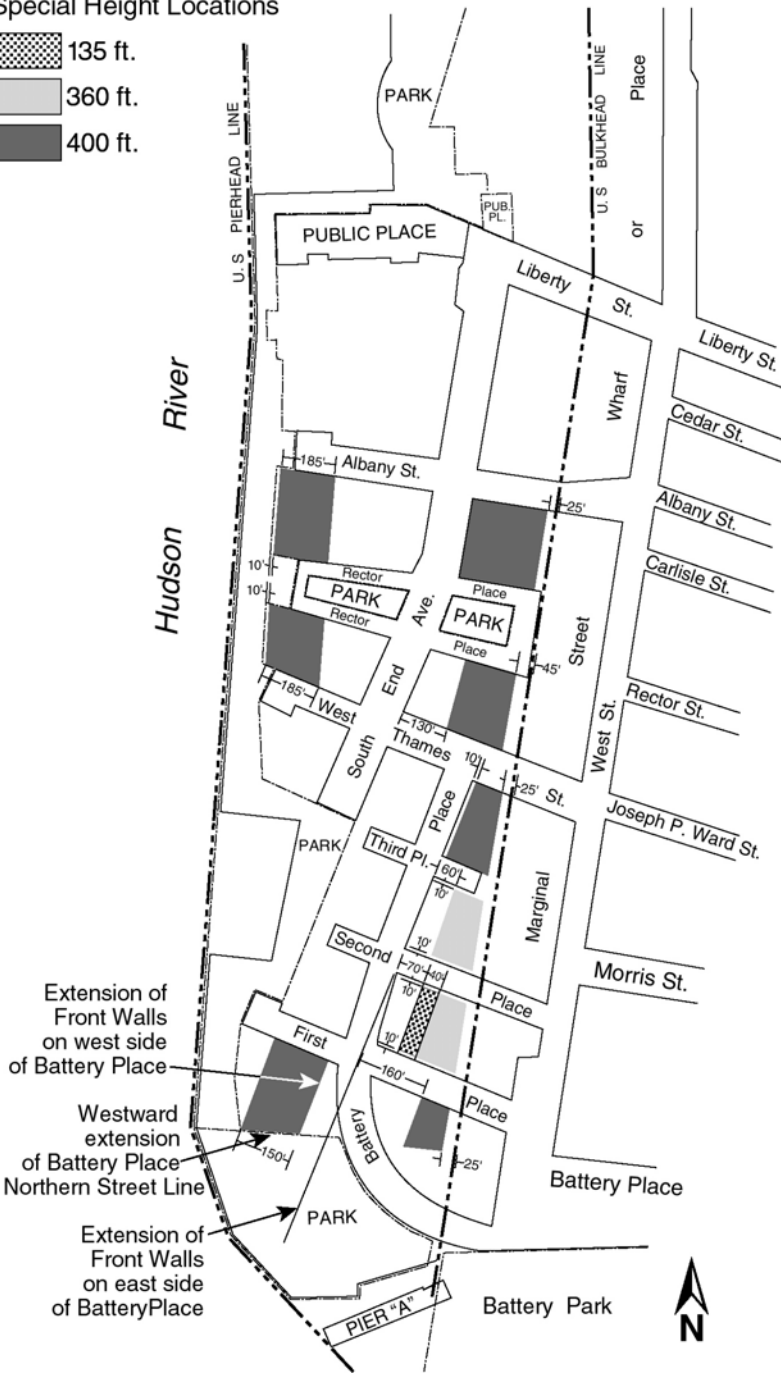 Special Height Locations
135 ft.
360 ft.
400 ft.
U.S PIERHEAD LINE
PARK
U.S BULKHEAD LINE
Place
or
PUB.
PL.
PUBLIC PLACE
Liberty
St.
Liberty St.
Hudson River
Wharf
Cedar St.
185'
Albany St.
25'
Albany St.
Carlisle St.
10'
10'
Rector
PARK
Rector
Ave.
Place
PARK
Place
Street
45'
185'
West
End
130'
Thames
South
Rector St.
West St.
10'
25'
St.
Place
Joseph P. Ward St.
PARK
Third Pl.
60'
10'
Marginal
10'
Second
70'
40'
10'
Place
Morris St.
Extension of
Front Walls
on west side
of Battery Place
First
10'
160'
Place
Westward
extension
of Battery Place
Northern Street Line
150'
Battery
25'
Battery Place
PARK
Extension of
Front Walls
on east side
of BatteryPlace
PIER "A"
Battery Park
N